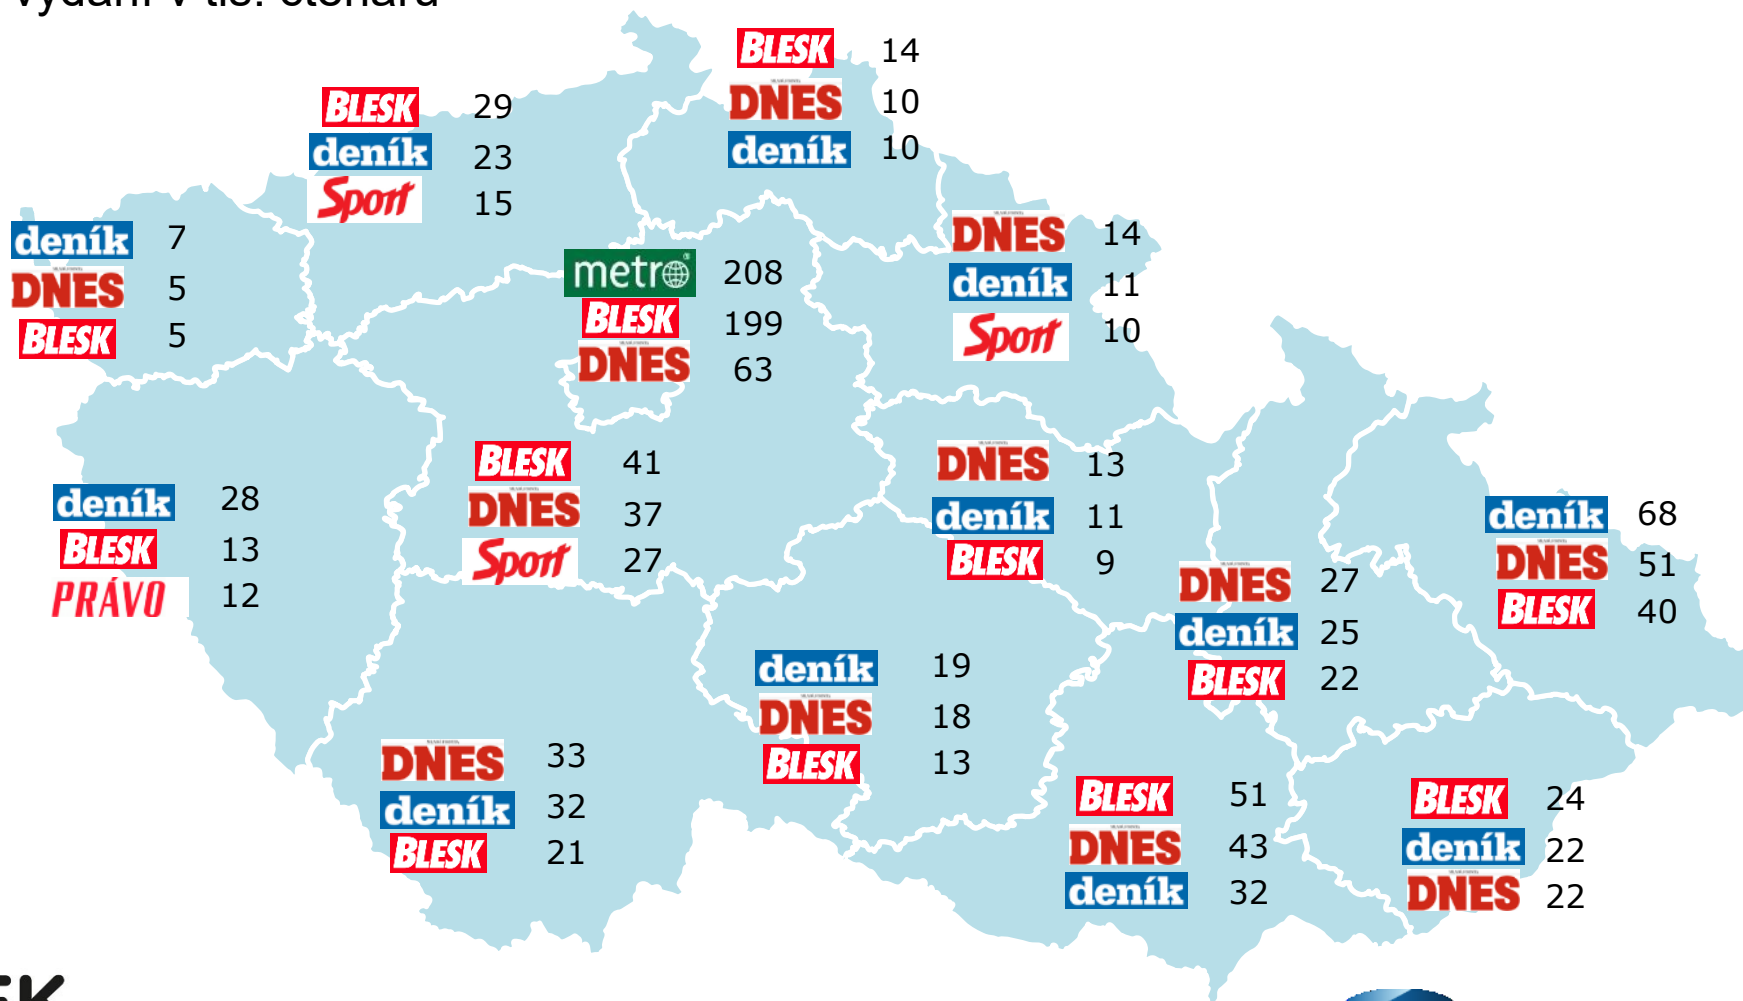 vydání v tis. čtenářů
BLESK 14
DNES 10
deník 10
BLESK 29
deník 23
Sport 15
deník 7
DNES 5
BLESK 5
metro 208
BLESK 199
DNES 63
DNES 14
deník 11
Sport 10
BLESK 41
DNES 37
Sport 27
DNES 13
deník 11
BLESK 9
deník 28
BLESK 13
PRÁVO 12
deník 68
DNES 51
BLESK 40
DNES 27
deník 25
BLESK 22
deník 19
DNES 18
BLESK 13
DNES 33
deník 32
BLESK 21
BLESK 51
DNES 43
deník 32
BLESK 24
deník 22
DNES 22